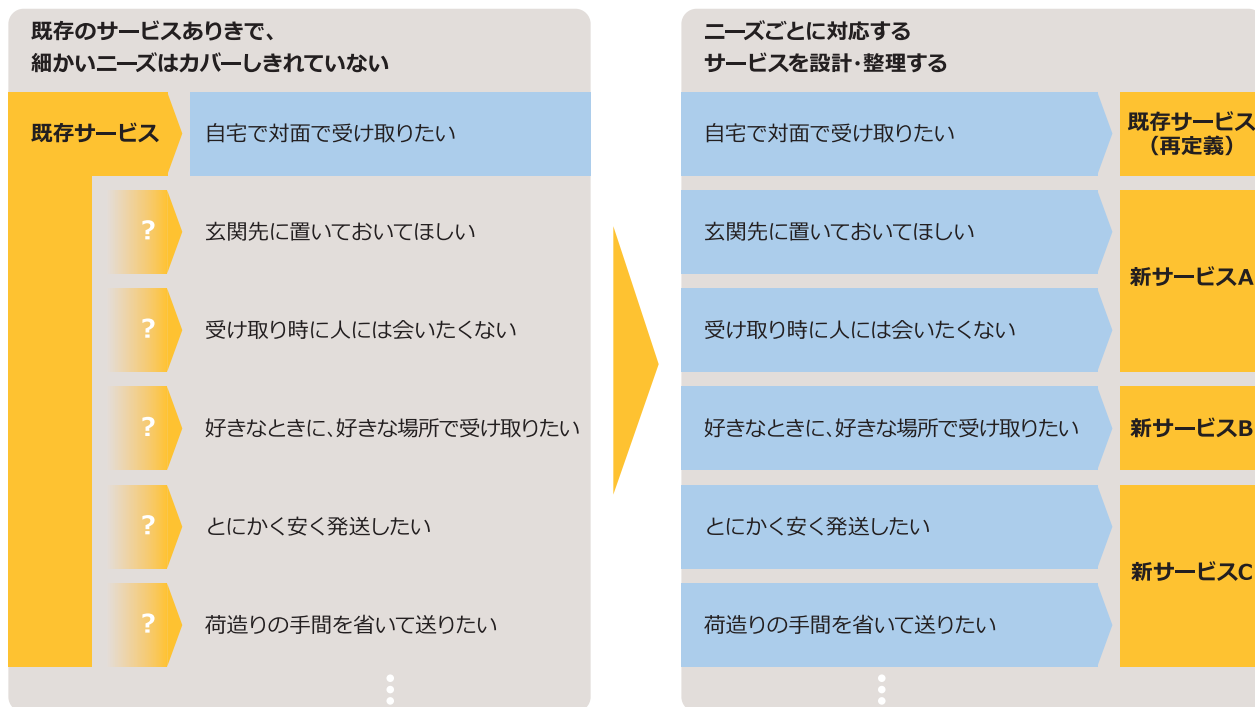 既存のサービスありきで、
細かいニーズはカバーしきれていない
既存サービス
自宅で対面で受け取りたい
?
玄関先に置いておいてほしい
?
受け取り時に人には会いたくない
?
好きなときに、好きな場所で受け取りたい
?
とにかく安く発送したい
?
荷造りの手間を省いて送りたい
ニーズごとに対応する
サービスを設計・整理する
自宅で対面で受け取りたい
既存サービス
（再定義）
玄関先に置いておいてほしい
受け取り時に人には会いたくない
新サービスA
好きなときに、好きな場所で受け取りたい
新サービスB
とにかく安く発送したい
荷造りの手間を省いて送りたい
新サービスC